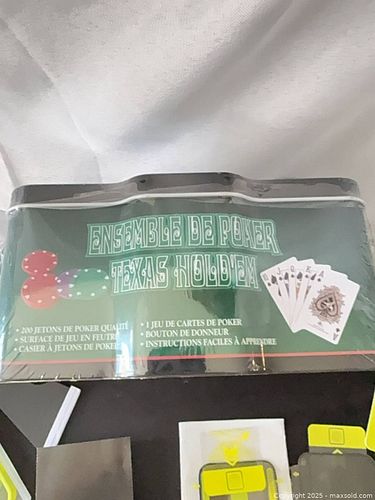 ENSEMBLE DE POKER
TEXAS HOLD'EM
• 200 JETONS DE POKER QUALITÉ
• SURFACE DE JEU EN FEUTRE
• CASIER À JETONS DE POKER
• 1 JEU DE CARTES DE POKER
• BOUTON DE DONNEUR
• INSTRUCTIONS FACILES À APPRENDRE
Copyright 2025 - maxsold.com